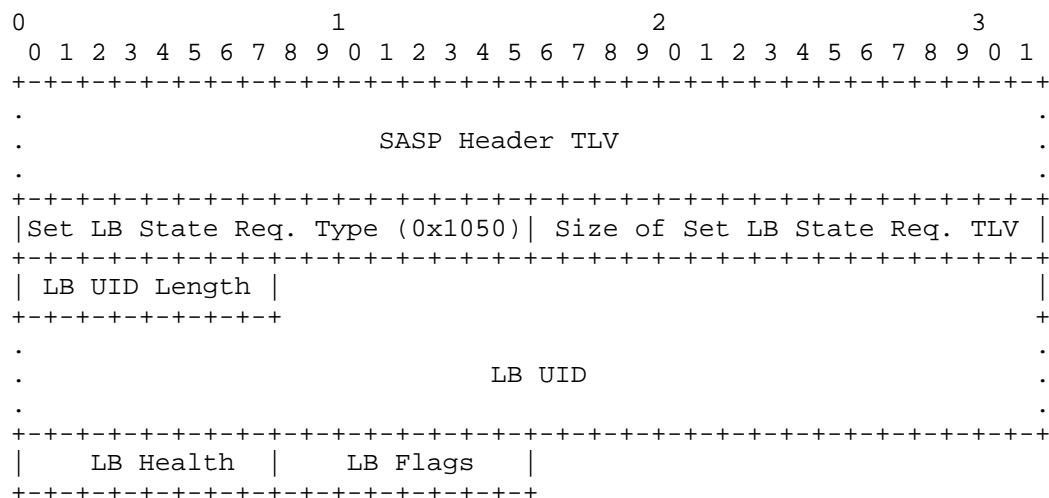 0                   1                   2                   3
 0 1 2 3 4 5 6 7 8 9 0 1 2 3 4 5 6 7 8 9 0 1 2 3 4 5 6 7 8 9 0 1
+-+-+-+-+-+-+-+-+-+-+-+-+-+-+-+-+-+-+-+-+-+-+-+-+-+-+-+-+-+-+-+-+
.                                                               .
.                      SASP Header TLV                          .
.                                                               .
+-+-+-+-+-+-+-+-+-+-+-+-+-+-+-+-+-+-+-+-+-+-+-+-+-+-+-+-+-+-+-+-+
|Set LB State Req. Type (0x1050)| Size of Set LB State Req. TLV |
+-+-+-+-+-+-+-+-+-+-+-+-+-+-+-+-+-+-+-+-+-+-+-+-+-+-+-+-+-+-+-+-+
| LB UID Length |                                               |
+-+-+-+-+-+-+-+-+                                               +
.                                                               .
.                             LB UID                            .
.                                                               .
+-+-+-+-+-+-+-+-+-+-+-+-+-+-+-+-+-+-+-+-+-+-+-+-+-+-+-+-+-+-+-+-+
|    LB Health  |    LB Flags   |
+-+-+-+-+-+-+-+-+-+-+-+-+-+-+-+-+